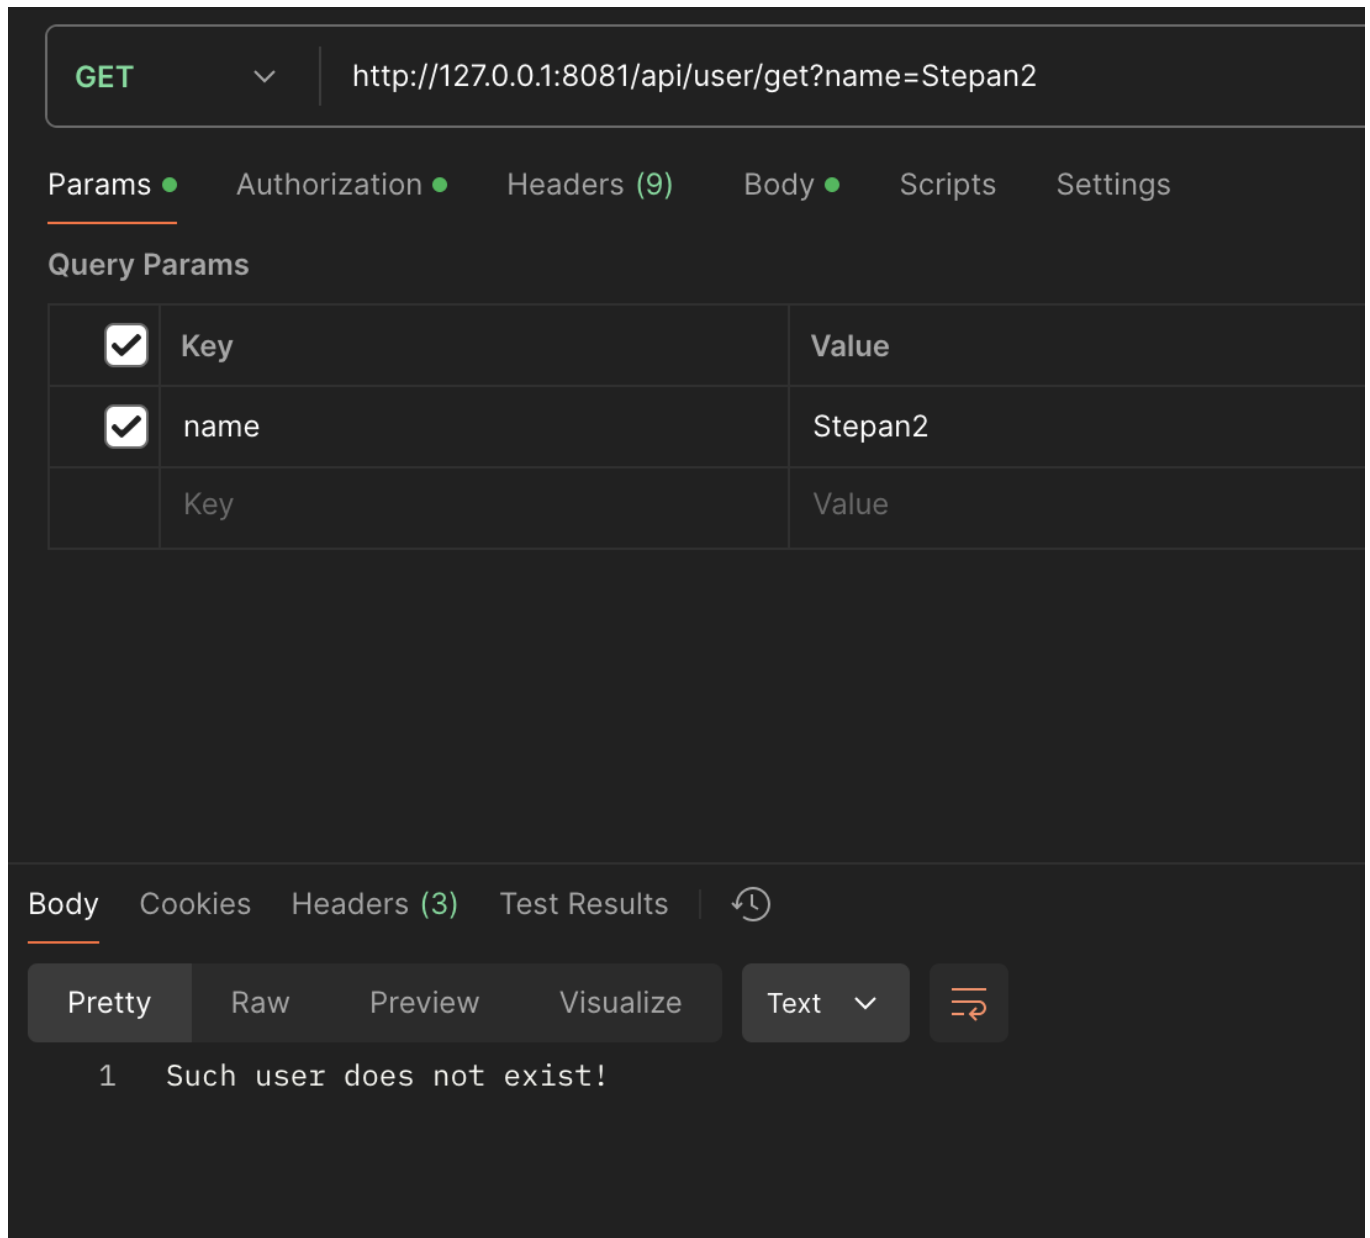 GET http://127.0.0.1:8081/api/user/get?name=Stepan2
Params Authorization Headers (9) Body Scripts Settings
Query Params
Key Value
name Stepan2
Key Value
Body Cookies Headers (3) Test Results
Pretty Raw Preview Visualize Text
1 Such user does not exist!